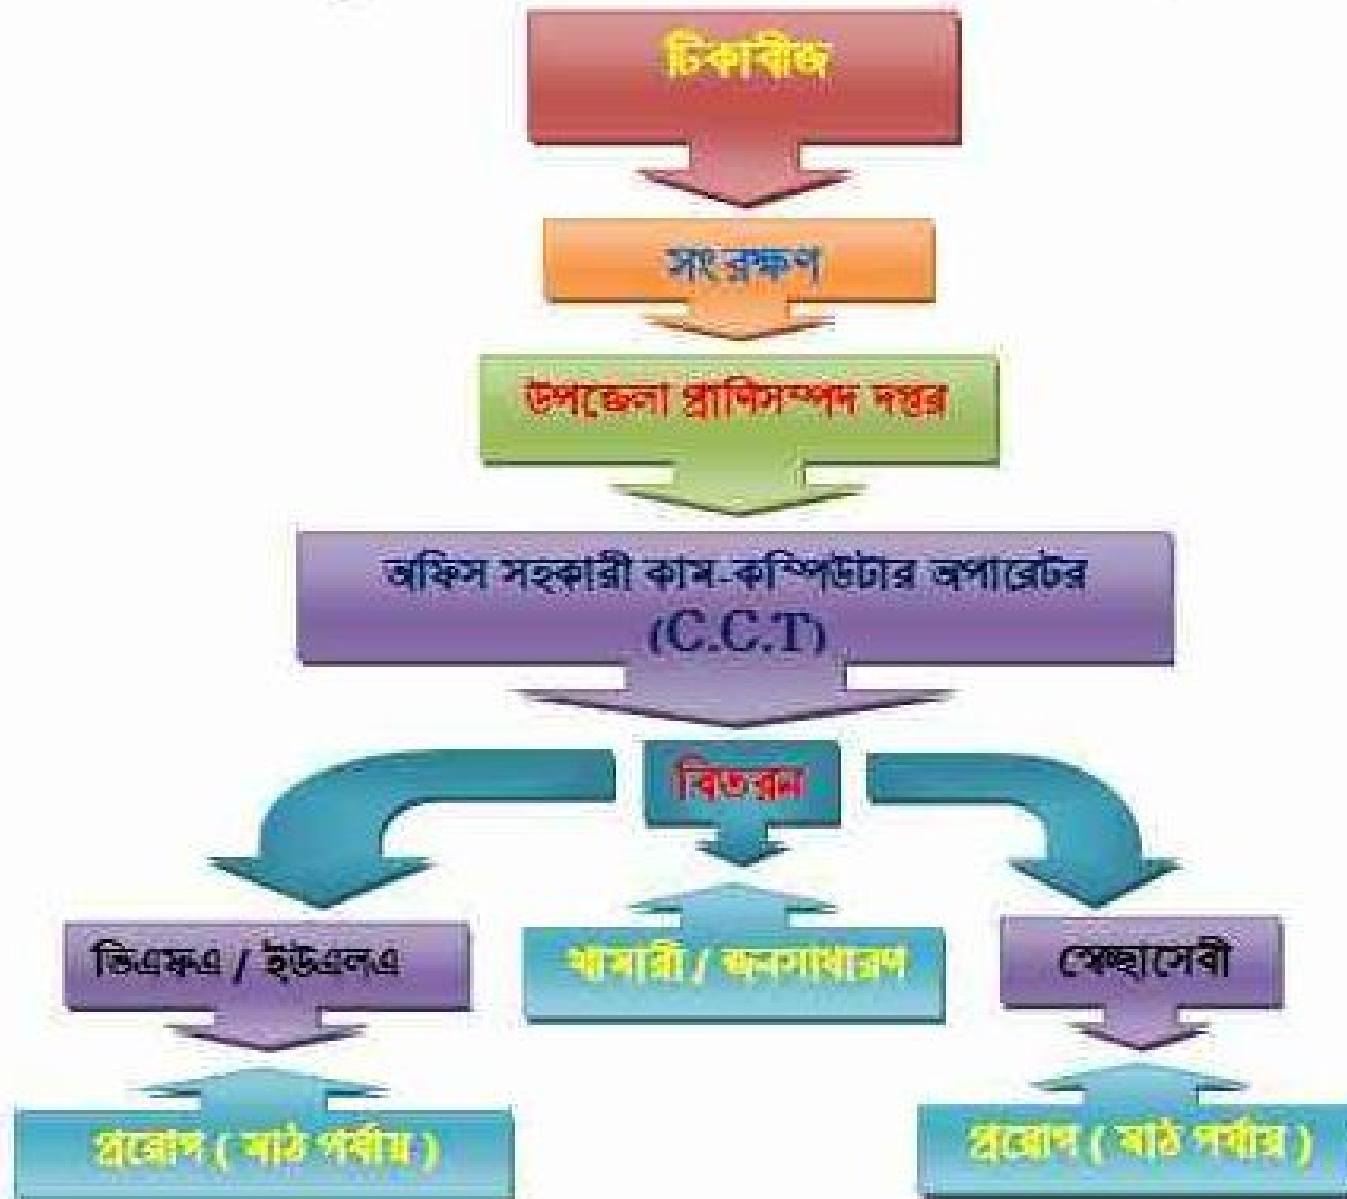 টিকাবীজ
সংরক্ষণ
উপজেলা প্রাণিসম্পদ দপ্তর
অফিস সহকারী কাম-কম্পিউটার অপারেটর
(C.C.T)
বিতরন
ভিএফএ / ইউএলএ
খামারী / জনসাধারণ
স্বেচ্ছাসেবী
প্রয়োগ ( মাঠ পর্যায় )
প্রয়োগ ( মাঠ পর্যায় )